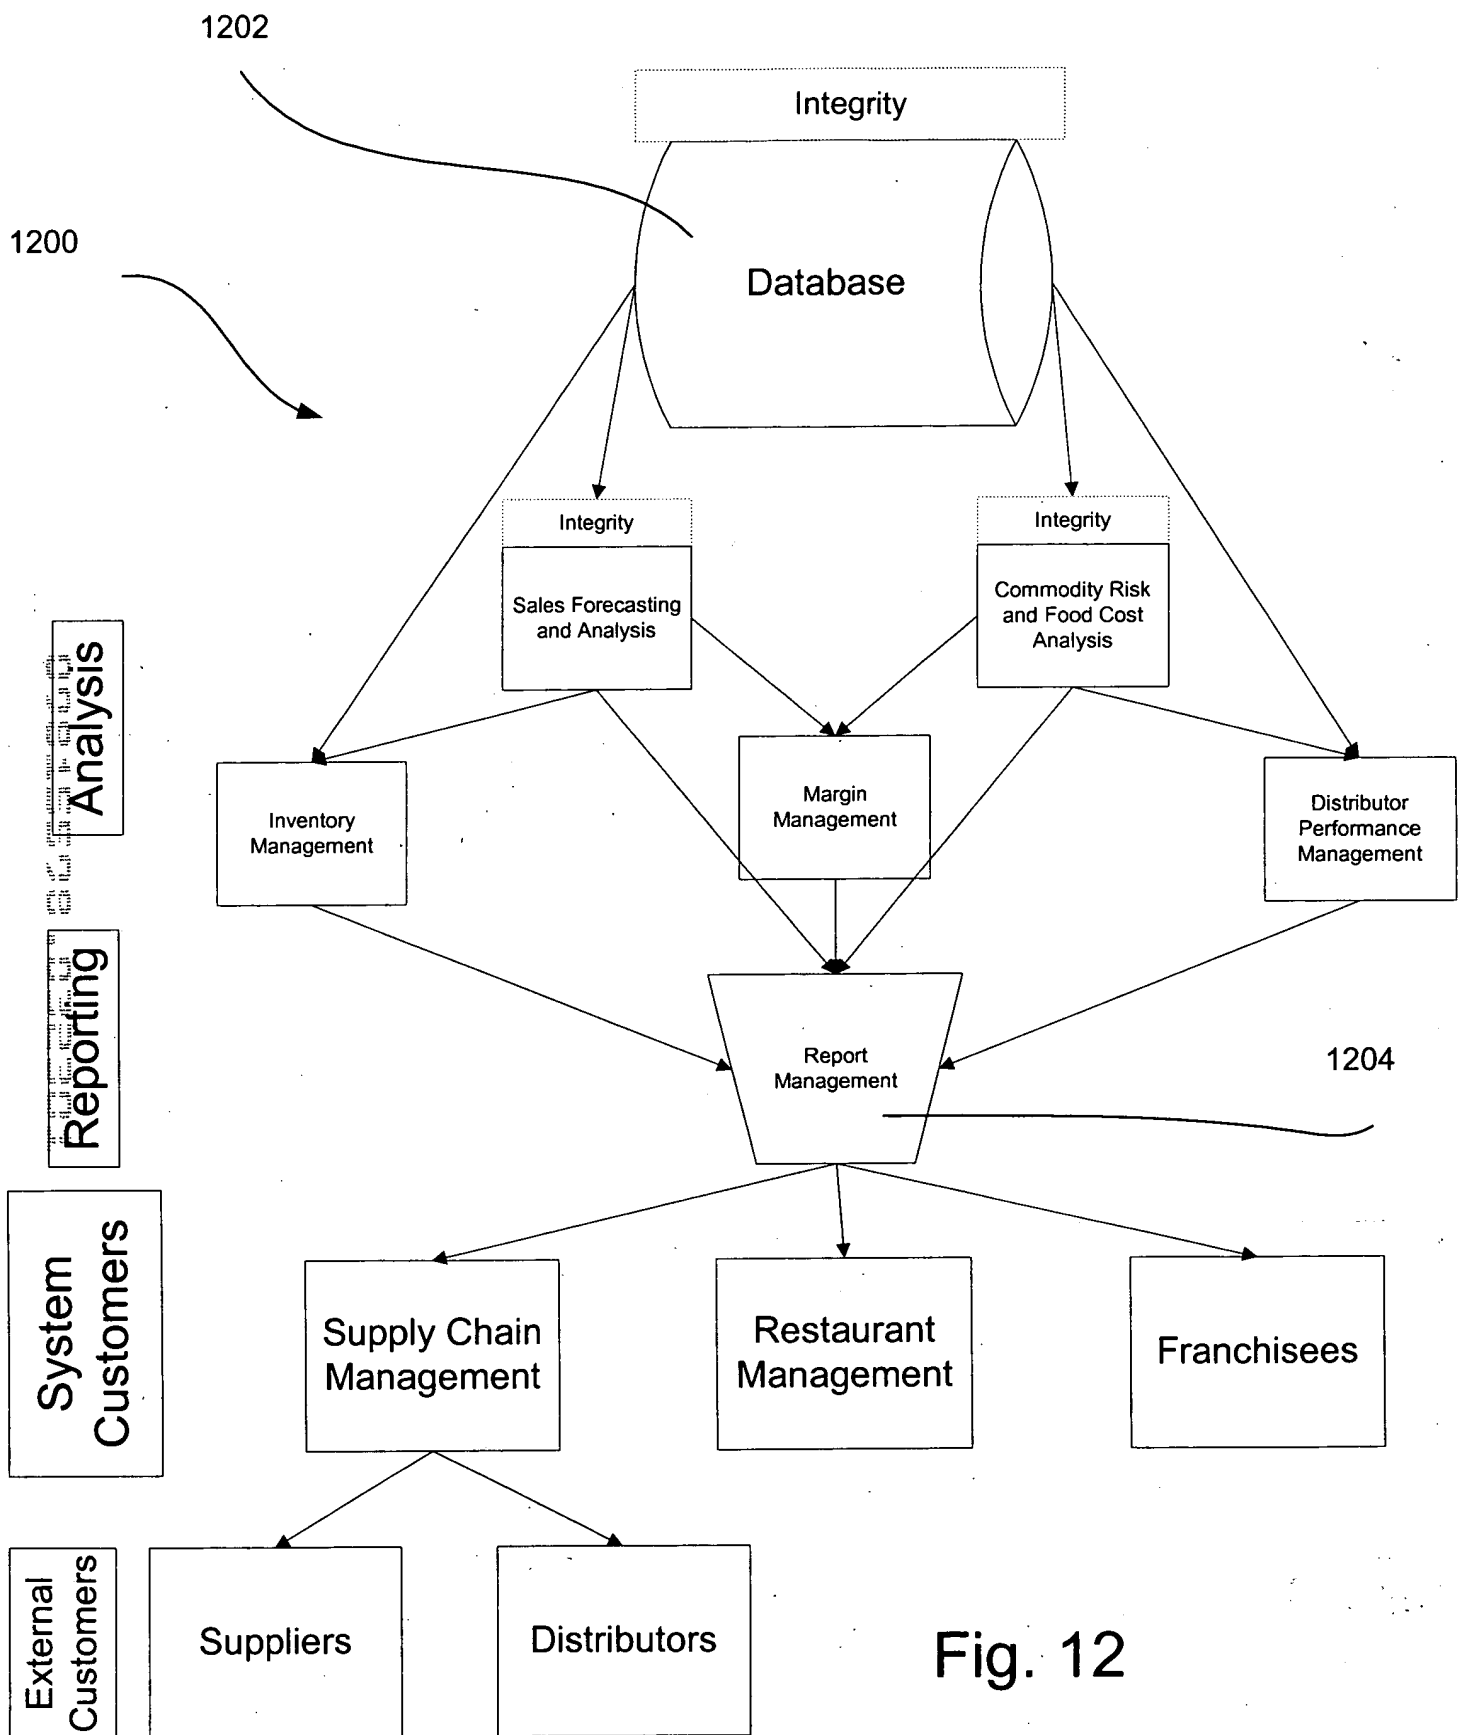 1202
Integrity
1200
Database
Integrity
Integrity
Sales Forecasting
and Analysis
Commodity Risk
and Food Cost
Analysis
Analysis
Inventory
Management
Margin
Management
Distributor
Performance
Management
Reporting
Report
Management
1204
System
Customers
Supply Chain
Management
Restaurant
Management
Franchisees
External
Customers
Suppliers
Distributors
Fig. 12